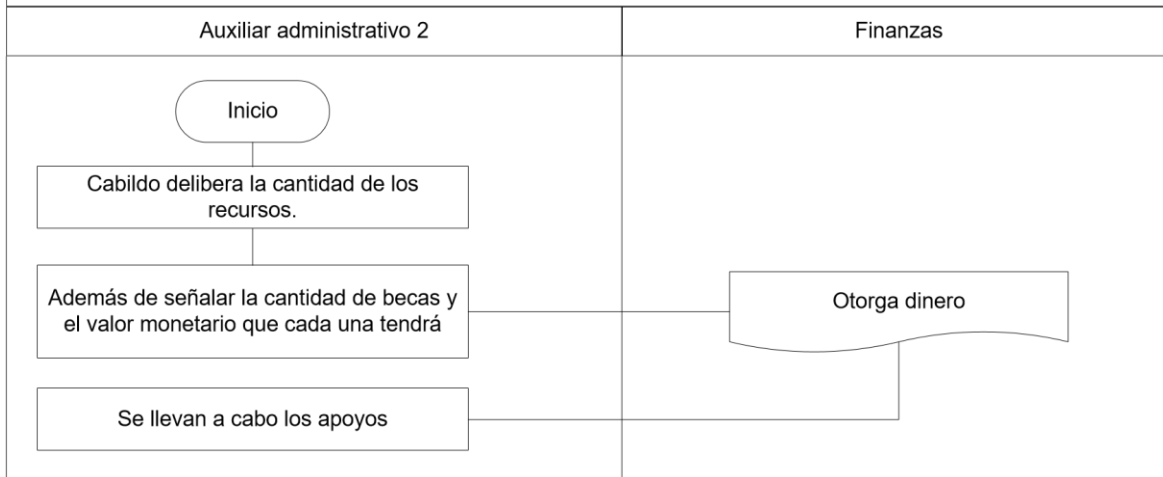 Auxiliar administrativo 2
Finanzas
Inicio
Cabildo delibera la cantidad de los
recursos.
Además de señalar la cantidad de becas y
el valor monetario que cada una tendrá
Otorga dinero
Se llevan a cabo los apoyos